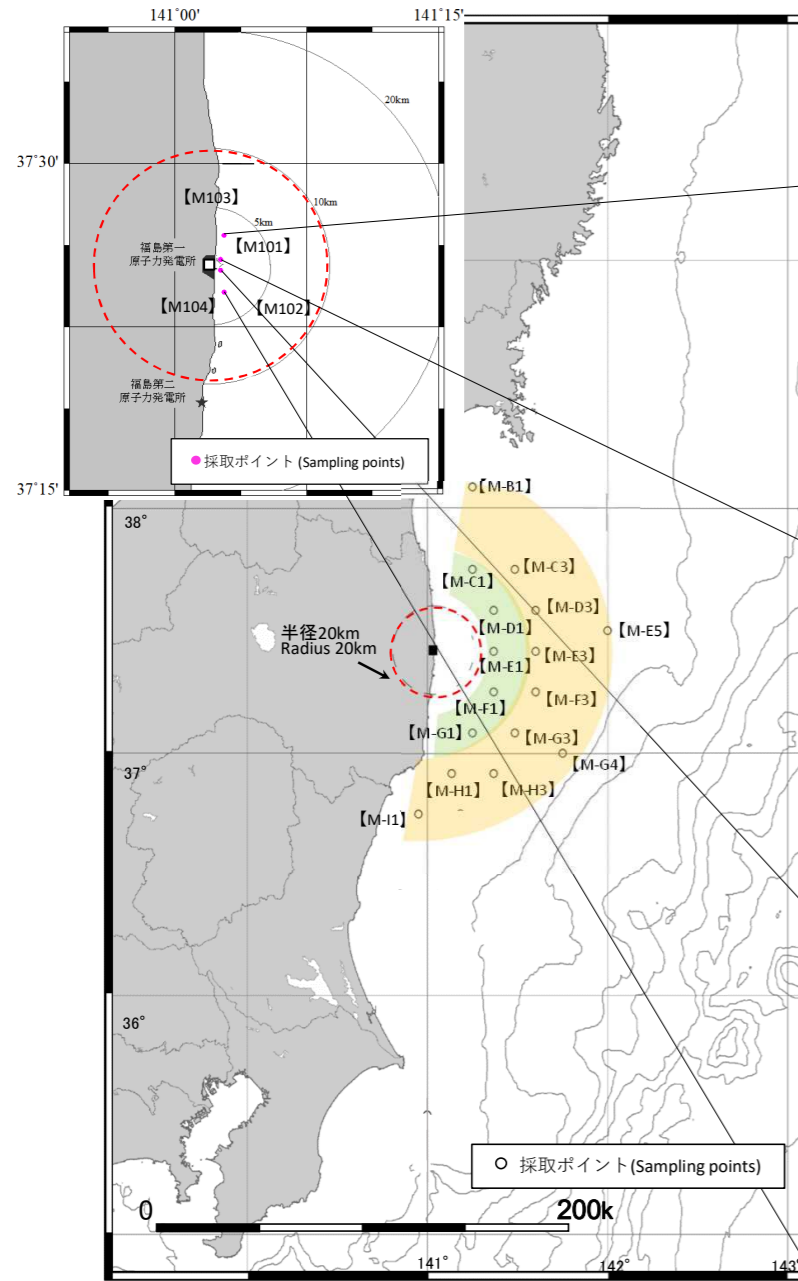 141°00'
141°15'
20km
37°30'
【M103】
5km
10km
【M101】
福島第一
原子力発電所
【M104】
【M102】
福島第二
原子力発電所
採取ポイント(Sampling points)
37°15'
【M-B1】
38°
【M-C3】
【M-C1】
【M-D3】
【M-D1】
【M-E5】
半径20km
Radius 20km
【M-E3】
【M-E1】
【M-F3】
【M-F1】
【M-G1】
【M-G3】
37°
【M-G4】
【M-H1】
【M-H3】
【M-I1】
36°
採取ポイント(Sampling points)
0
200k
141°
142°
143°